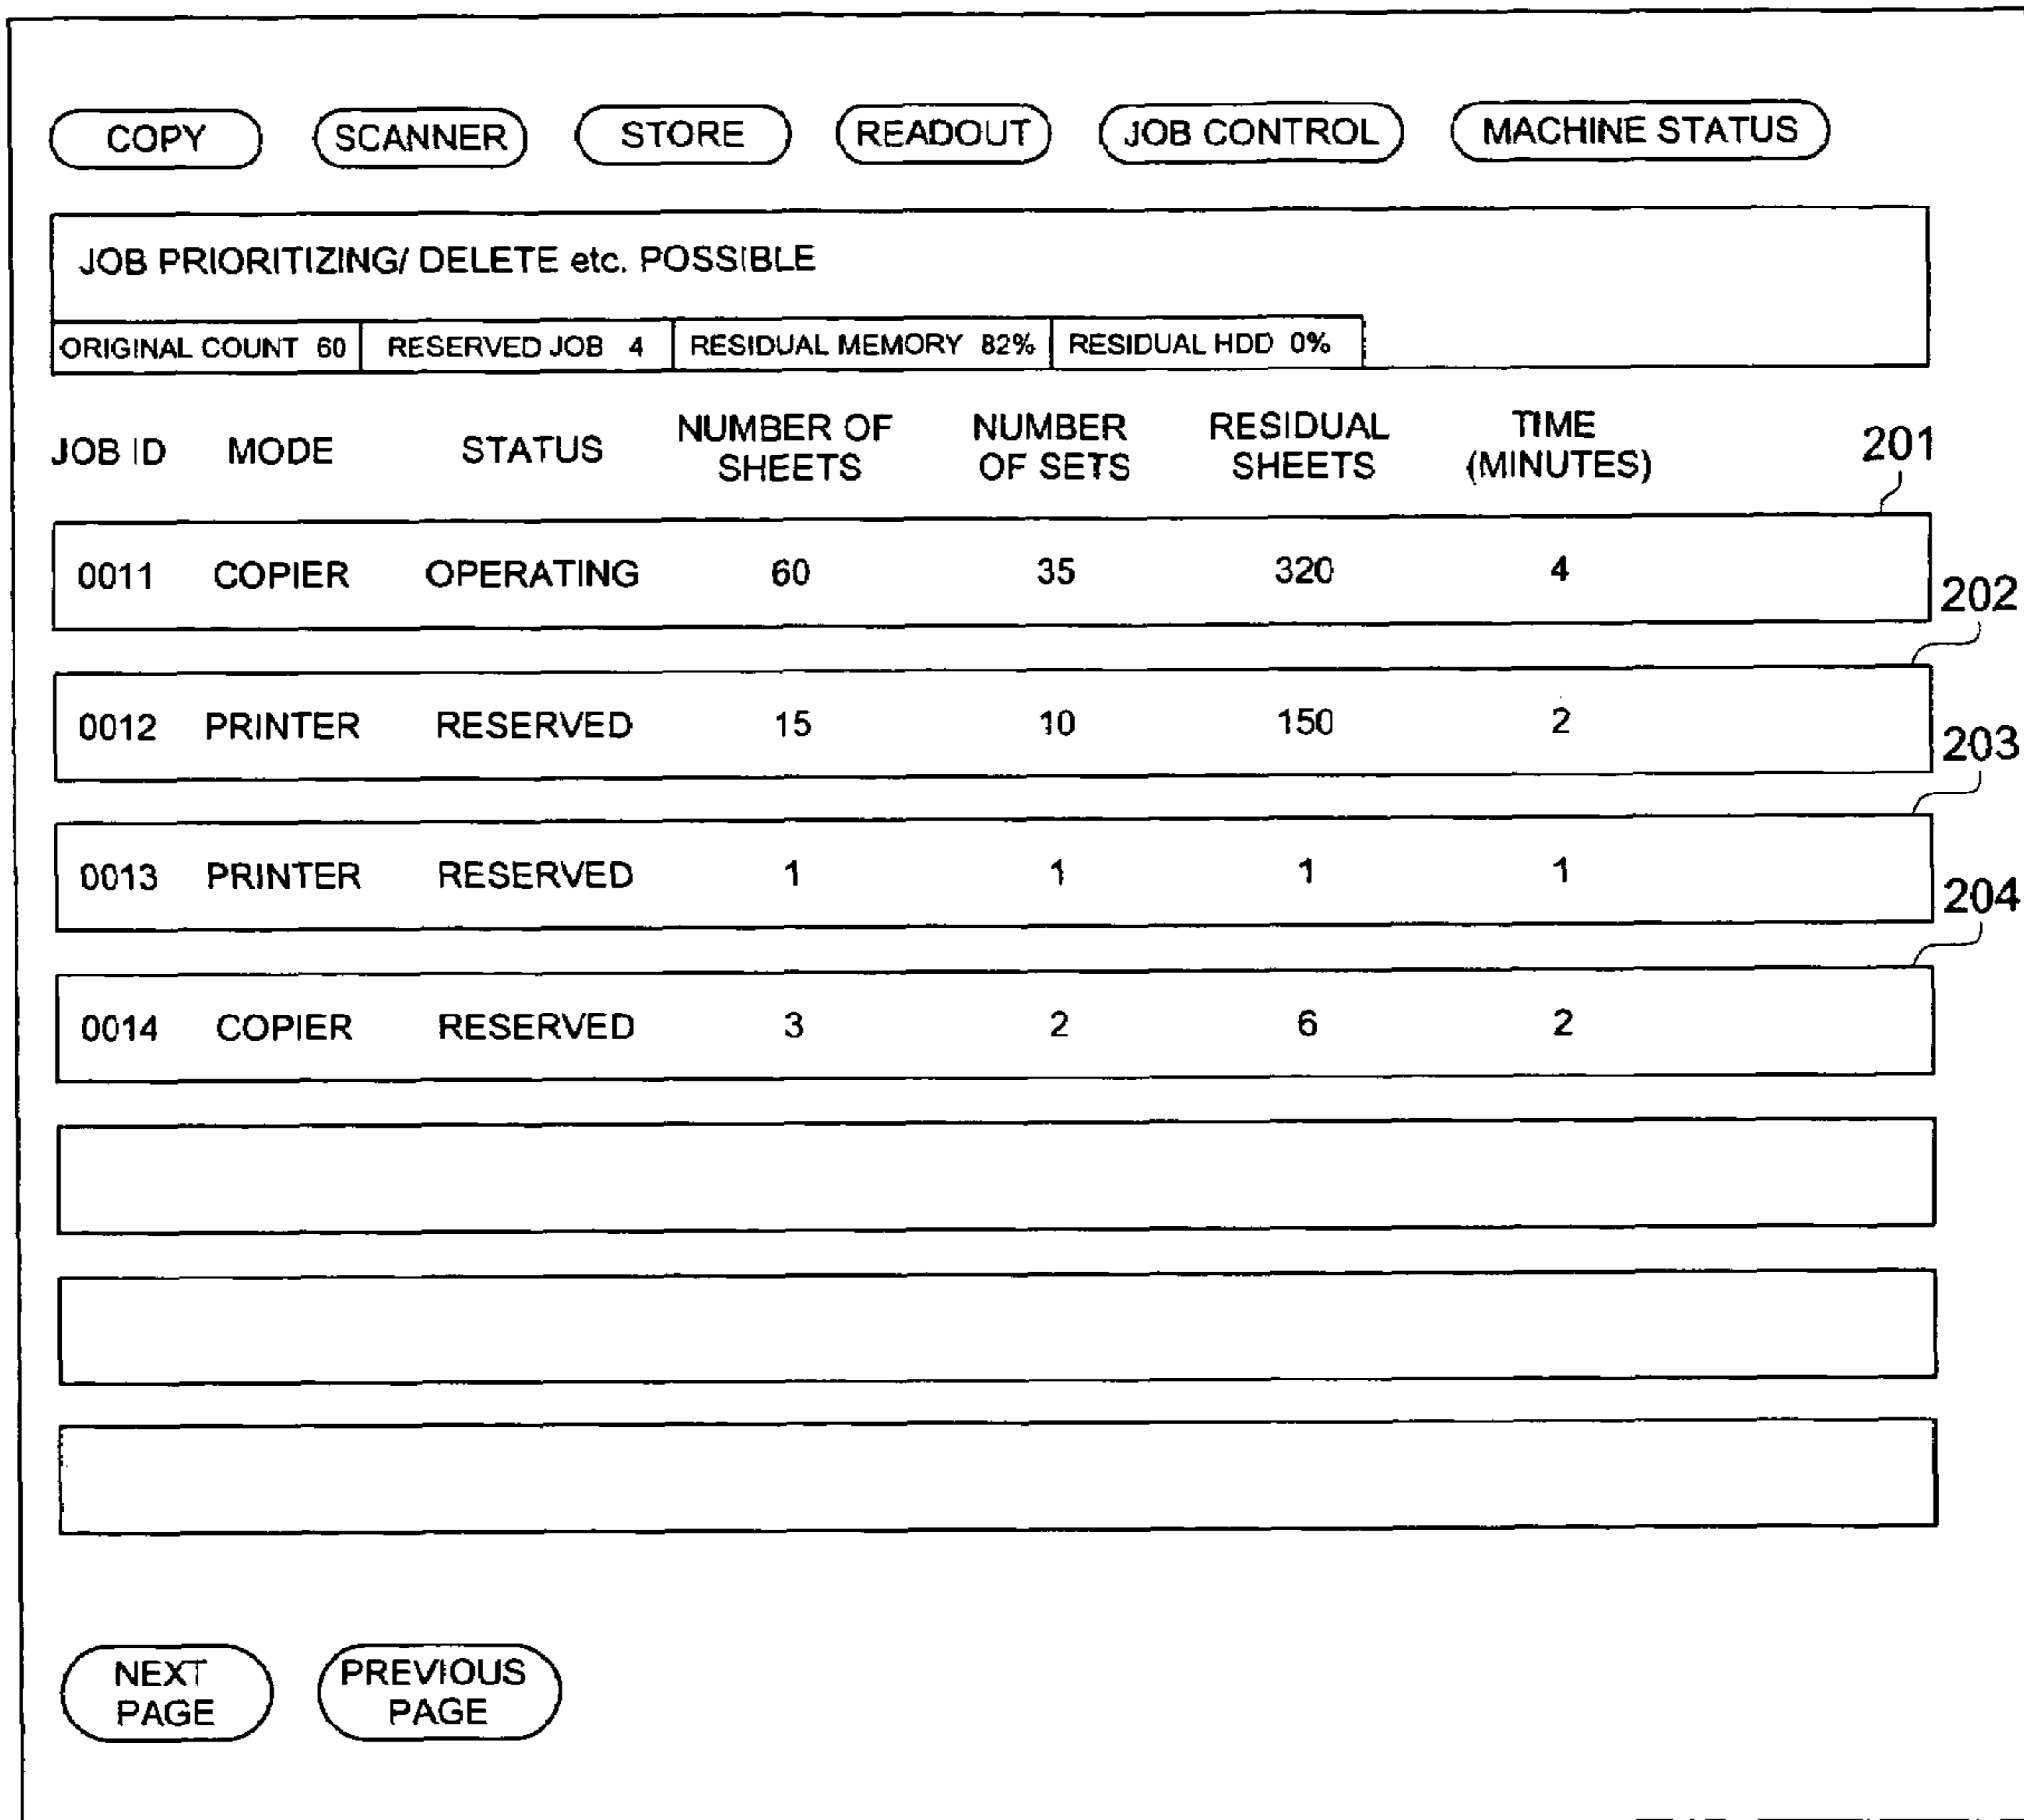 COPY SCANNER STORE READOUT JOB CONTROL MACHINE STATUS
JOB PRIORITIZING/ DELETE etc. POSSIBLE
ORIGINAL COUNT 60 RESERVED JOB 4 RESIDUAL MEMORY 82% RESIDUAL HDD 0%
JOB ID MODE STATUS NUMBER OF SHEETS NUMBER OF SETS RESIDUAL SHEETS TIME (MINUTES)
201
0011 COPIER OPERATING 60 35 320 4
202
0012 PRINTER RESERVED 15 10 150 2
203
0013 PRINTER RESERVED 1 1 1 1
204
0014 COPIER RESERVED 3 2 6 2
NEXT PAGE
PREVIOUS PAGE